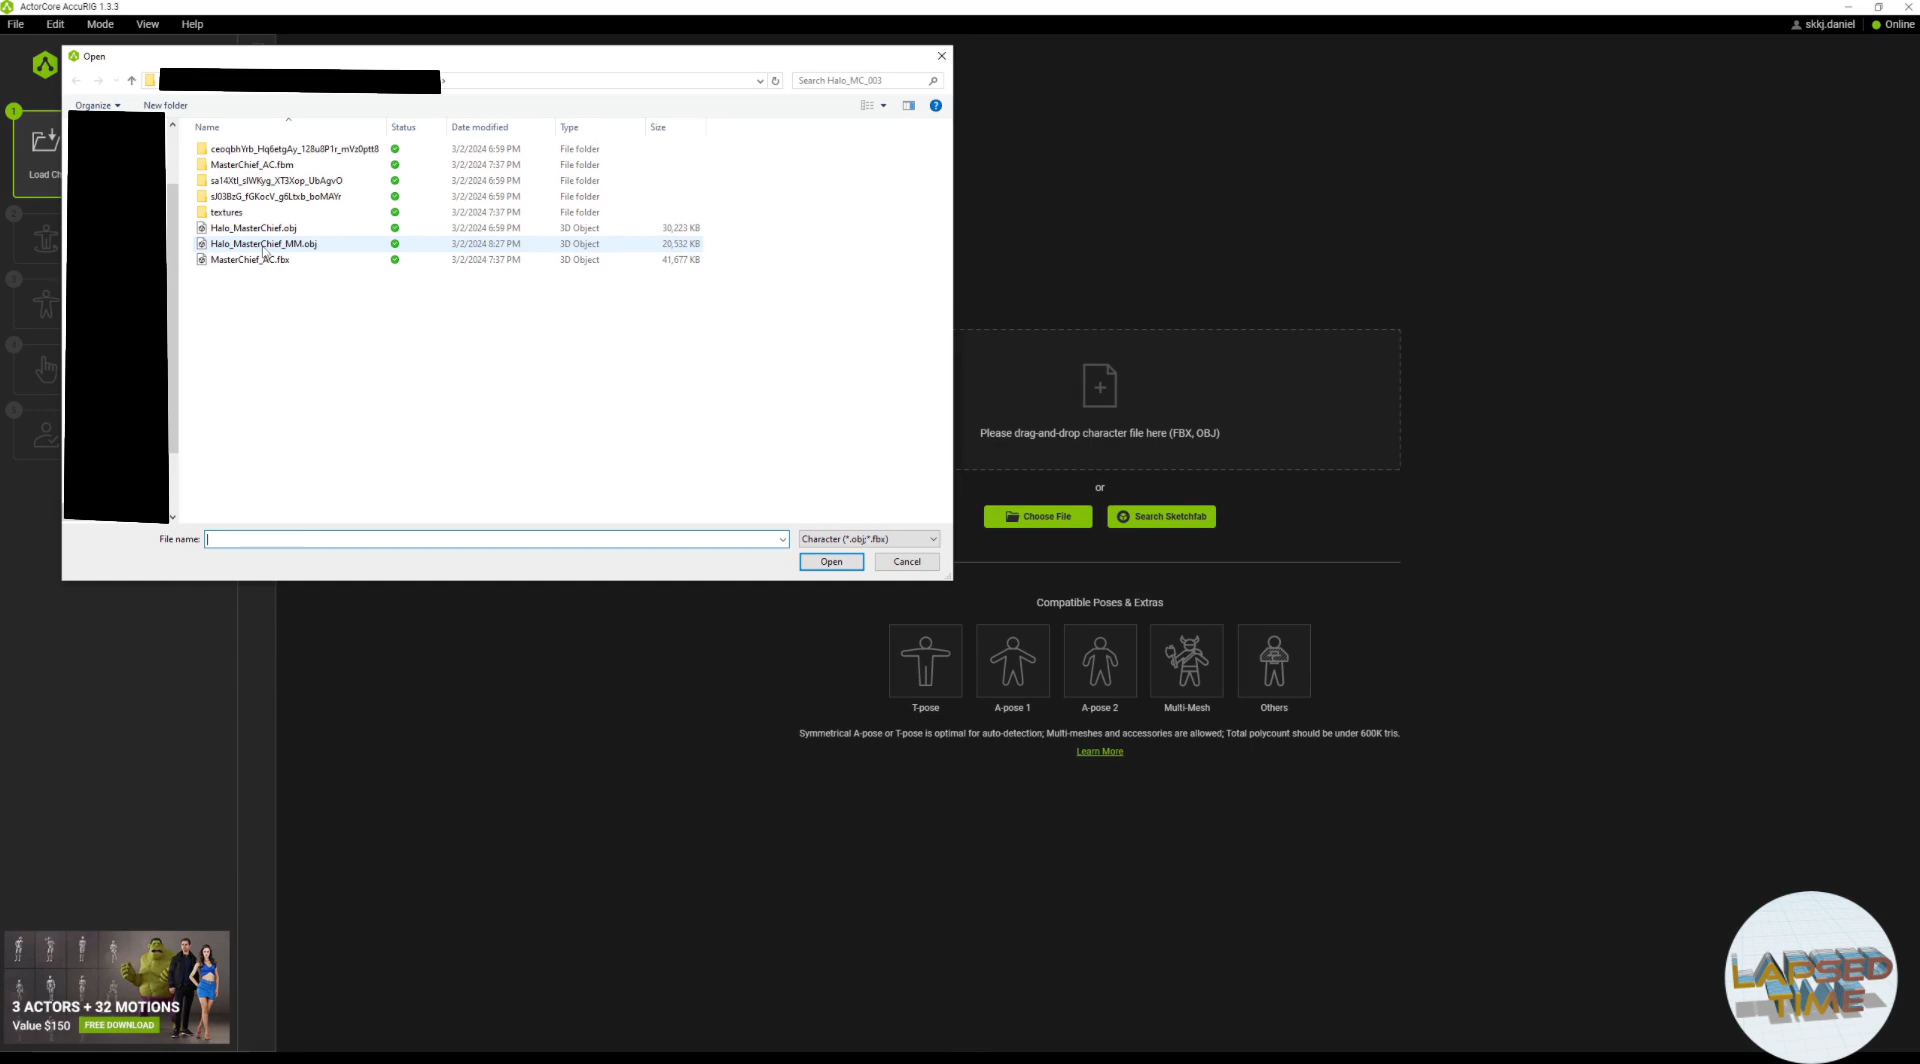 ActorCore AccuRIG 1.3.3
File Edit Mode View Help
skkj.daniel Online
Open
Search Halo_MC_003
Organize New folder
Name Status Date modified Type Size
ceoqbhYrb_Hq6etgAy_128u8P1r_mVz0ptt8 3/2/2024 6:59 PM File folder
MasterChief_AC.fbm 3/2/2024 7:37 PM File folder
sa14XtI_sIWKyg_XT3Xop_UbAgvO 3/2/2024 6:59 PM File folder
sJ03BzG_fGKocV_g6Ltxb_boMAYr 3/2/2024 6:59 PM File folder
textures 3/2/2024 7:37 PM File folder
Halo_MasterChief.obj 3/2/2024 6:59 PM 3D Object 30,223 KB
Halo_MasterChief_MM.obj 3/2/2024 8:27 PM 3D Object 20,532 KB
MasterChief_AC.fbx 3/2/2024 7:37 PM 3D Object 41,677 KB
File name: Character (*.obj;*.fbx)
Open Cancel
1
Load Ch
2
3
4
5
Please drag-and-drop character file here (FBX, OBJ)
or
Choose File Search Sketchfab
Compatible Poses & Extras
T-pose A-pose 1 A-pose 2 Multi-Mesh Others
Symmetrical A-pose or T-pose is optimal for auto-detection; Multi-meshes and accessories are allowed; Total polycount should be under 600K tris.
Learn More
3 ACTORS + 32 MOTIONS
Value $150 FREE DOWNLOAD
LAPSED
TIME